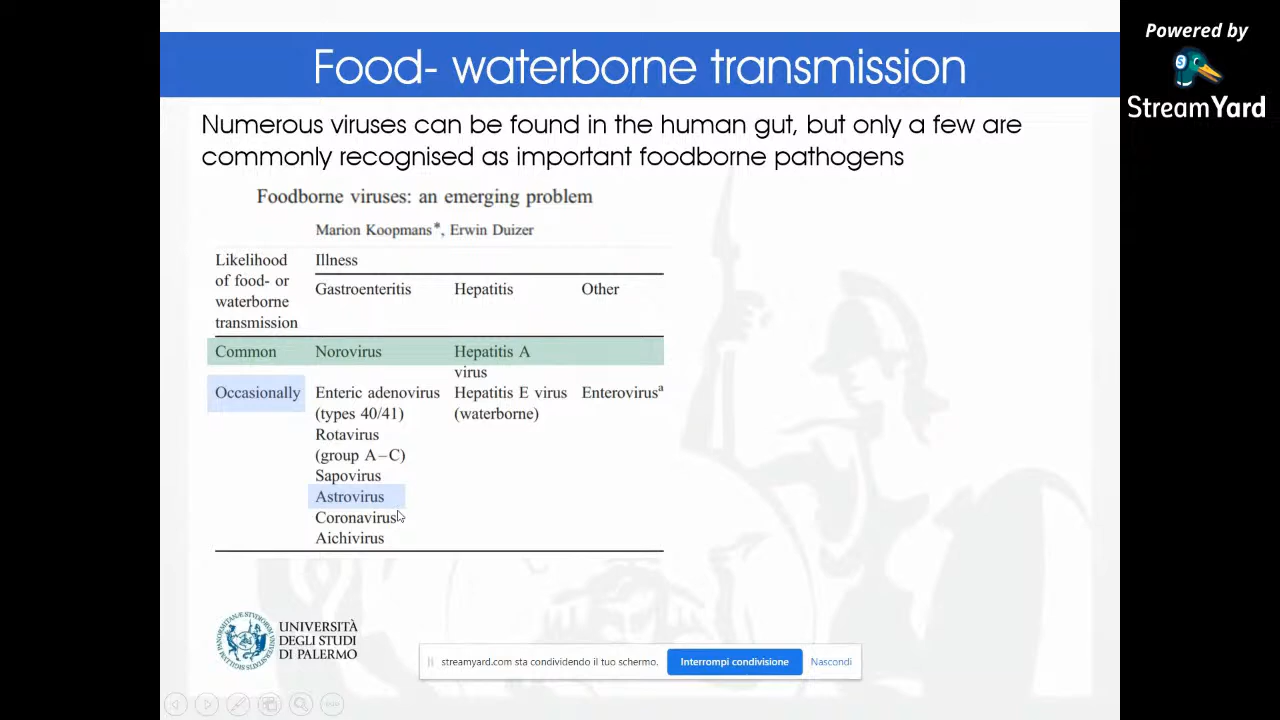 Powered by
StreamYard
Food- waterborne transmission
Numerous viruses can be found in the human gut, but only a few are
commonly recognised as important foodborne pathogens
Foodborne viruses: an emerging problem
Marion Koopmans*, Erwin Duizer
Likelihood of food- or waterborne transmission
Illness
Gastroenteritis Hepatitis Other
Common Norovirus Hepatitis A virus
Occasionally Enteric adenovirus (types 40/41) Hepatitis E virus (waterborne) Enterovirusᵃ
Rotavirus
(group A–C)
Sapovirus
Astrovirus
Coronavirus
Aichivirus
UNIVERSITÀ
DEGLI STUDI
DI PALERMO
streamyard.com sta condividendo il tuo schermo. Interrompi condivisione Nascondi